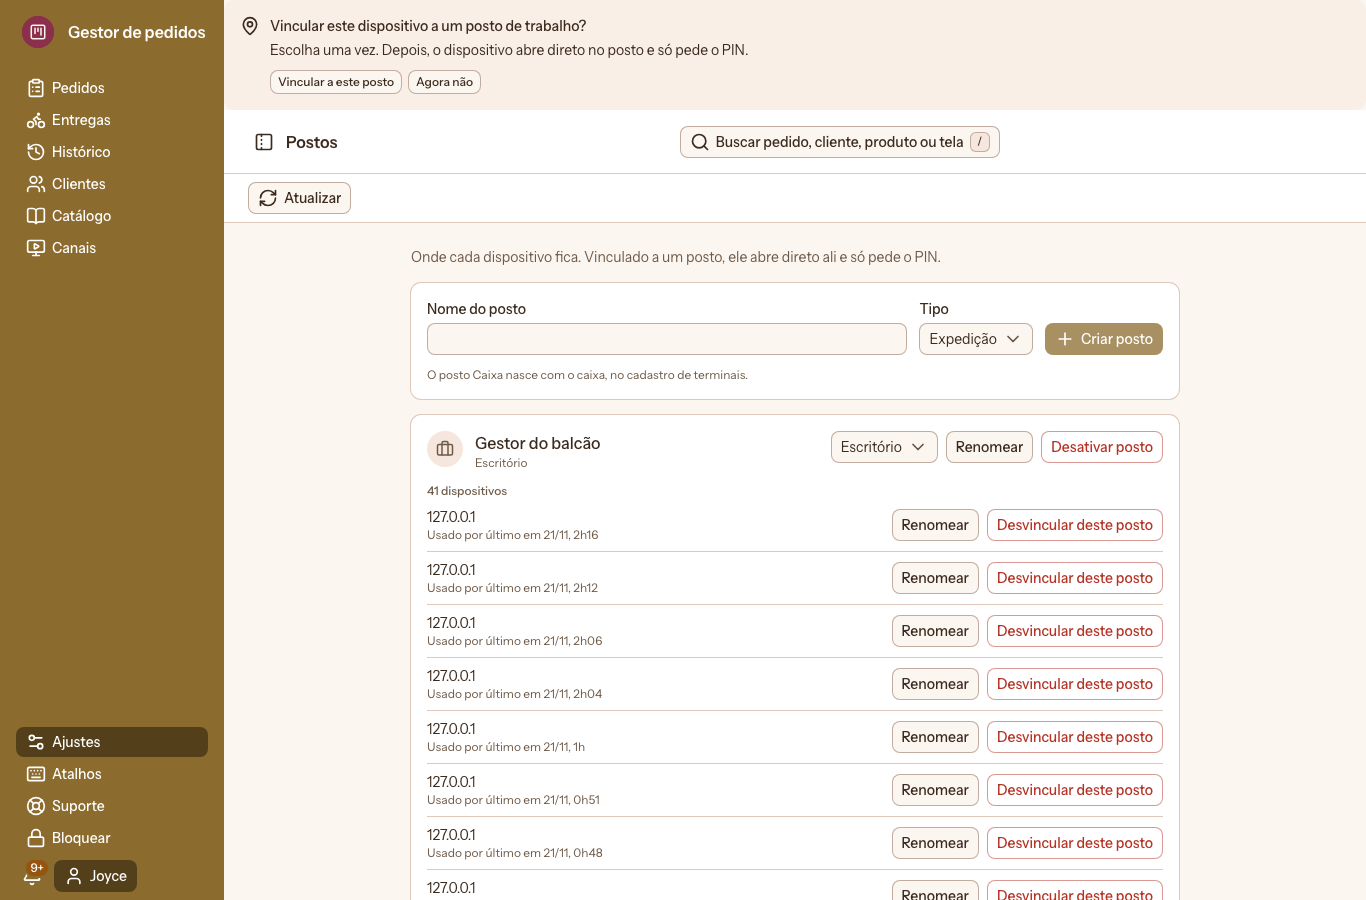 Gestor de pedidos
Pedidos
Entregas
Histórico
Clientes
Catálogo
Canais
Ajustes
Atalhos
Suporte
Bloquear
9+
Joyce
Vincular este dispositivo a um posto de trabalho?
Escolha uma vez. Depois, o dispositivo abre direto no posto e só pede o PIN.
Vincular a este posto
Agora não
Postos
Buscar pedido, cliente, produto ou tela /
Atualizar
Onde cada dispositivo fica. Vinculado a um posto, ele abre direto ali e só pede o PIN.
Nome do posto
Tipo
Expedição
Criar posto
O posto Caixa nasce com o caixa, no cadastro de terminais.
Gestor do balcão
Escritório
Escritório
Renomear
Desativar posto
41 dispositivos
127.0.0.1
Usado por último em 21/11, 2h16
Renomear
Desvincular deste posto
127.0.0.1
Usado por último em 21/11, 2h12
Renomear
Desvincular deste posto
127.0.0.1
Usado por último em 21/11, 2h06
Renomear
Desvincular deste posto
127.0.0.1
Usado por último em 21/11, 2h04
Renomear
Desvincular deste posto
127.0.0.1
Usado por último em 21/11, 1h
Renomear
Desvincular deste posto
127.0.0.1
Usado por último em 21/11, 0h51
Renomear
Desvincular deste posto
127.0.0.1
Usado por último em 21/11, 0h48
Renomear
Desvincular deste posto
127.0.0.1
Renomear
Desvincular deste posto